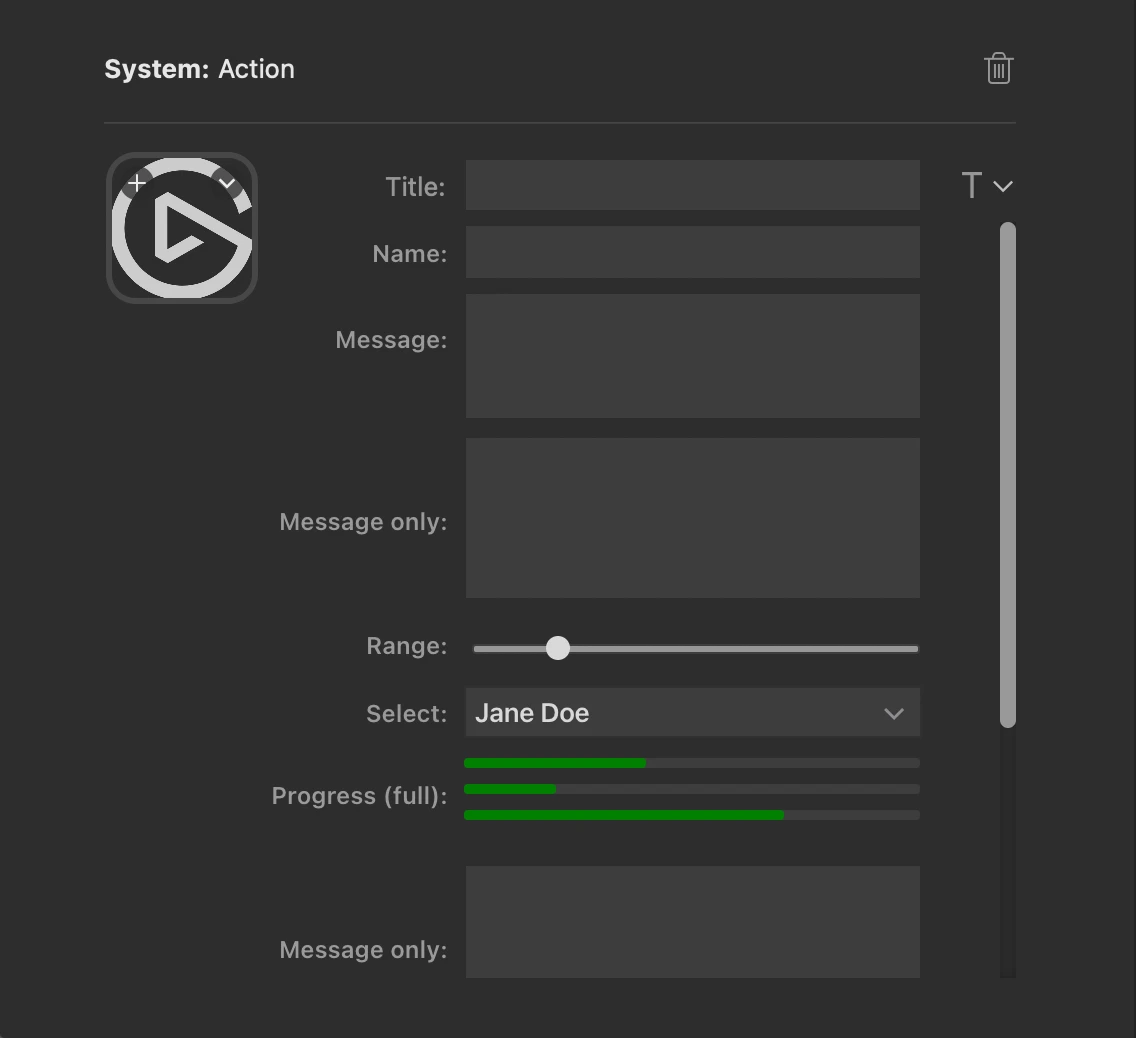 System: Action
Title:
T
Name:
Message:
Message only:
Range:
Select: Jane Doe
Progress (full):
Message only: